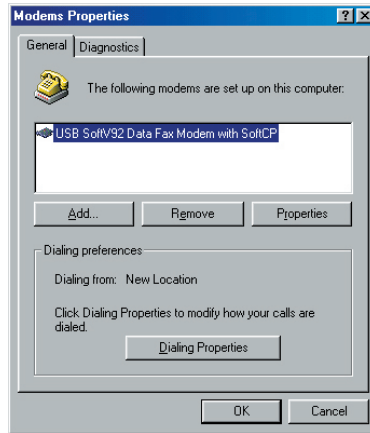 Modems Properties
General Diagnostics
The following modems are set up on this computer:
USB SoftV92 Data Fax Modem with SoftCP
Add... Remove Properties
Dialing preferences
Dialing from: New Location
Click Dialing Properties to modify how your calls are
dialed.
Dialing Properties
OK Cancel